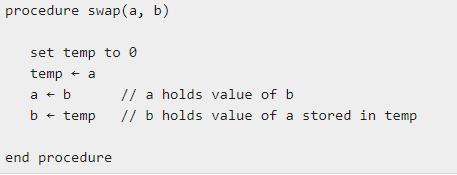 procedure swap(a, b)
set temp to 0
temp ← a
a ← b // a holds value of b
b ← temp // b holds value of a stored in temp
end procedure